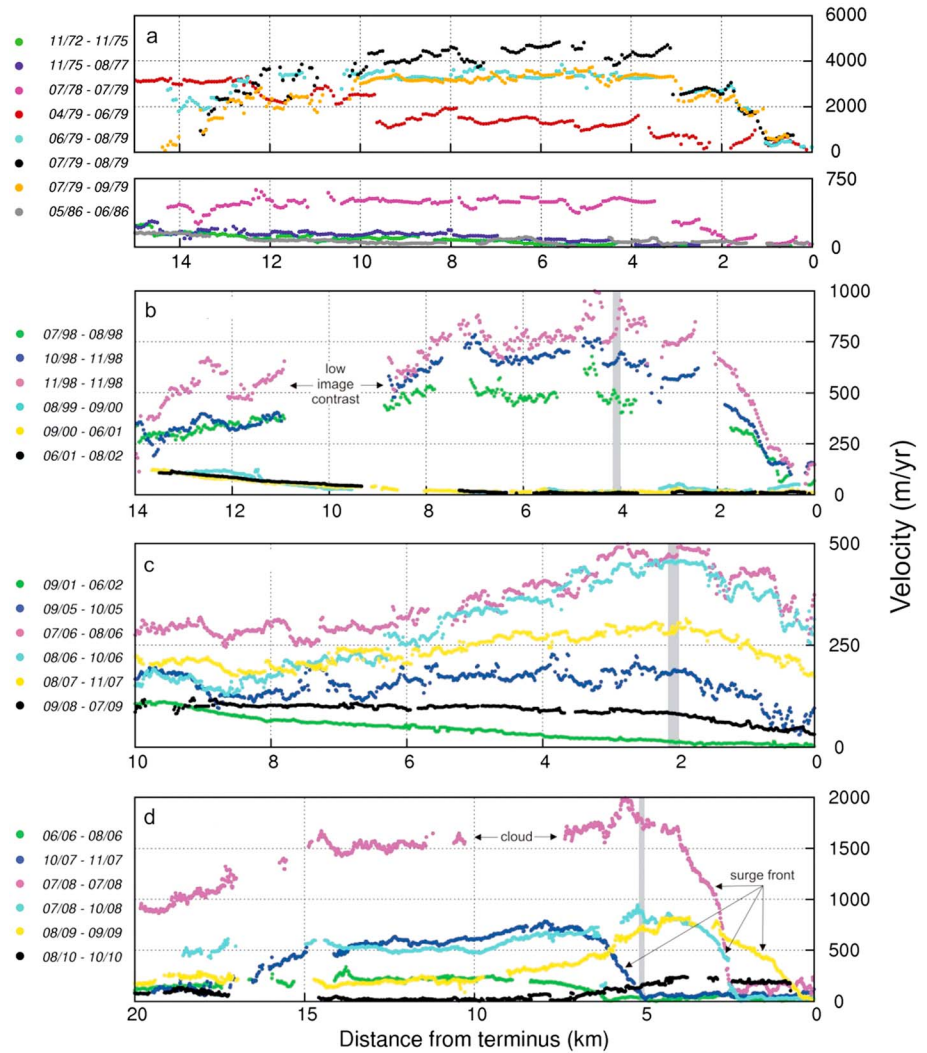 a
11/72 - 11/75
11/75 - 08/77
07/78 - 07/79
04/79 - 06/79
06/79 - 08/79
07/79 - 08/79
07/79 - 09/79
05/86 - 06/86
6000
4000
2000
0
750
0
14 12 10 8 6 4 2 0
b
07/98 - 08/98
10/98 - 11/98
11/98 - 11/98
08/99 - 09/00
09/00 - 06/01
06/01 - 08/02
low
image
contrast
1000
750
500
250
0
14 12 10 8 6 4 2 0
Velocity (m/yr)
c
09/01 - 06/02
09/05 - 10/05
07/06 - 08/06
08/06 - 10/06
08/07 - 11/07
09/08 - 07/09
500
250
0
10 8 6 4 2 0
d
06/06 - 08/06
10/07 - 11/07
07/08 - 07/08
07/08 - 10/08
08/09 - 09/09
08/10 - 10/10
cloud
surge front
2000
1500
1000
500
0
20 15 10 5 0
Distance from terminus (km)